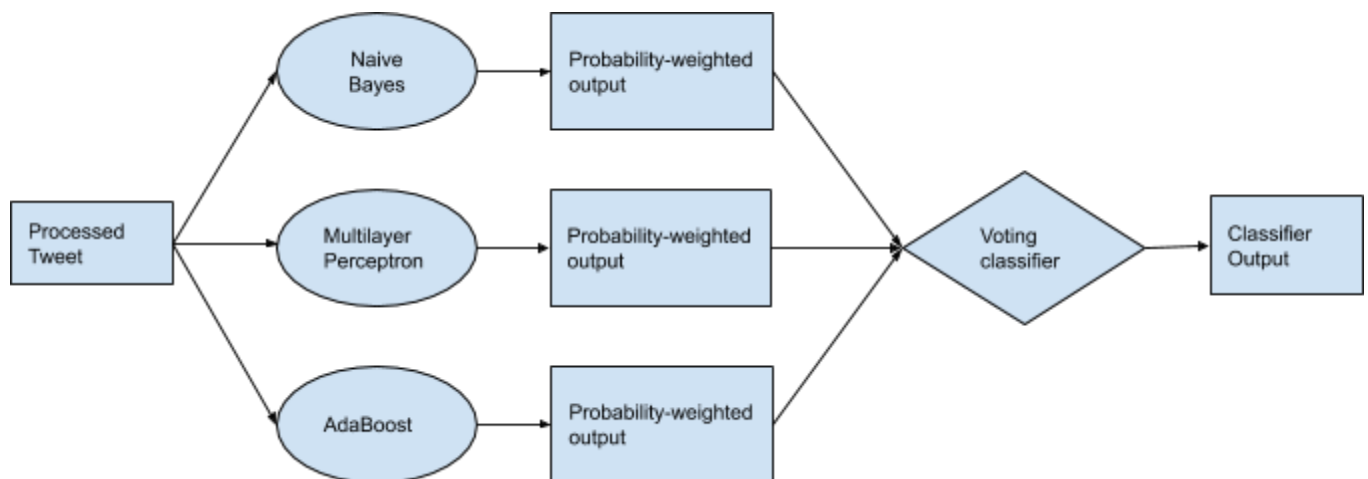 Processed
Tweet
Naive
Bayes
Probability-weighted
output
Multilayer
Perceptron
Probability-weighted
output
AdaBoost
Probability-weighted
output
Voting
classifier
Classifier
Output